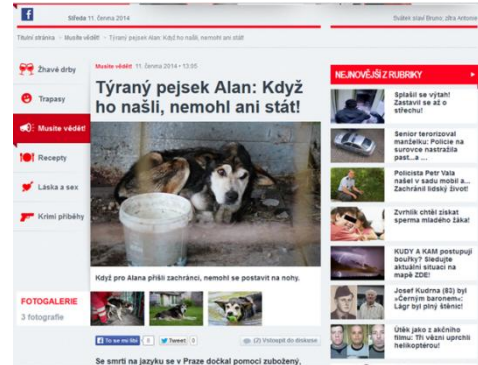 Středa 11. června 2014
Svátek slaví Bruno, zítra Antonie
Titulní stránka
Musíte vědět!
Týraný pejsek Alan: Když ho našli, nemohl ani stát!
Žhavé drby
Trapasy
Musíte vědět!
Recepty
Láska a sex
Krimi příběhy
FOTOGALERIE
3 fotografie
Musíte vědět! 11. června 2014 • 13:05
Týraný pejsek Alan: Když
ho našli, nemohl ani stát!
Když pro Alana přišli zachránci, nemohl se postavit na nohy.
To se mi líbí
Tweet 0
(2) Vstoupit do diskuse
Se smrtí na jazyku se v Praze dočkal pomoci zubožený,
NEJNOVĚJŠÍ Z RUBRIKY
Splašil se výtah!
Zastavil se až o
střechu!
Senior terorizoval
manželku: Policie na
surovce nastražila
past...a ...
Policista Petr Vala
našel v sadu mobil a...
Zachránil lidský život!
Zvrhlík chtěl získat
sperma mladého žáka!
KUDY A KAM postupují
bouřky? Sledujte
aktuální situaci na
mapě ZDE!
Josef Kudrna (83) byl
»Černým baronem«:
Lágr byl plný štěnic!
Útěk jako z akčního
filmu: Tři vězni uprchli
helikoptérou!